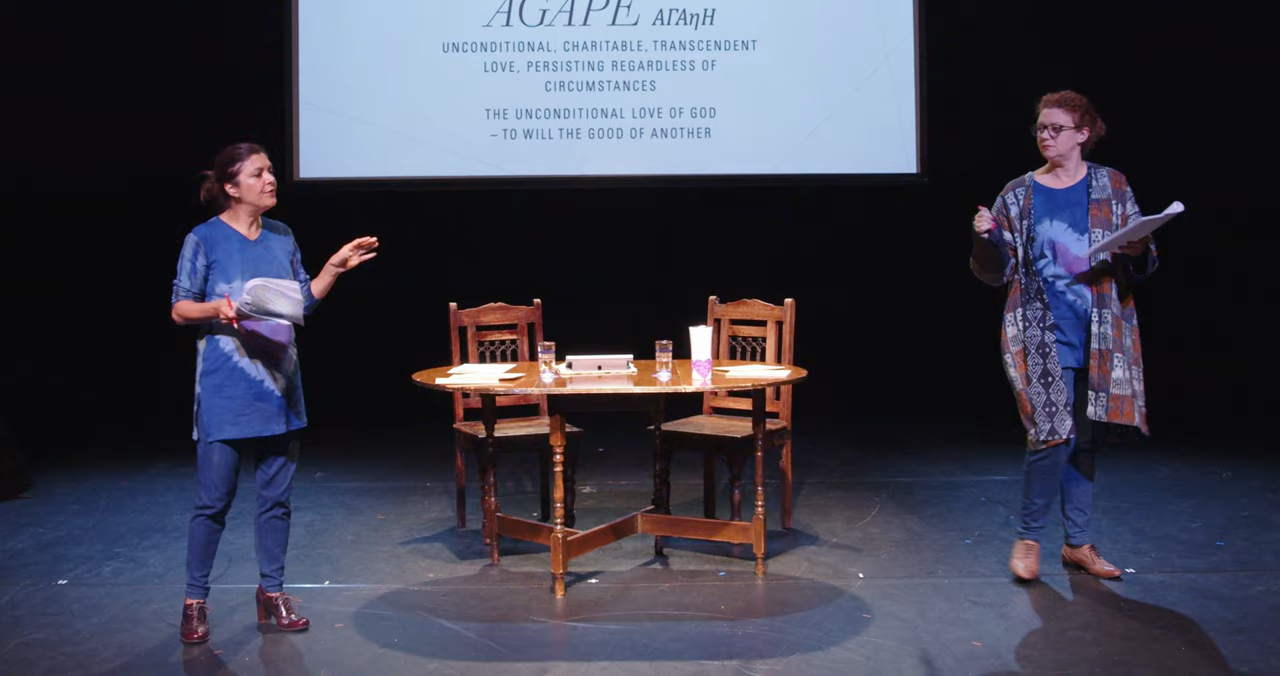 AGAPE ΑΓΑηΗ
UNCONDITIONAL, CHARITABLE, TRANSCENDENT
LOVE, PERSISTING REGARDLESS OF
CIRCUMSTANCES
THE UNCONDITIONAL LOVE OF GOD
– TO WILL THE GOOD OF ANOTHER